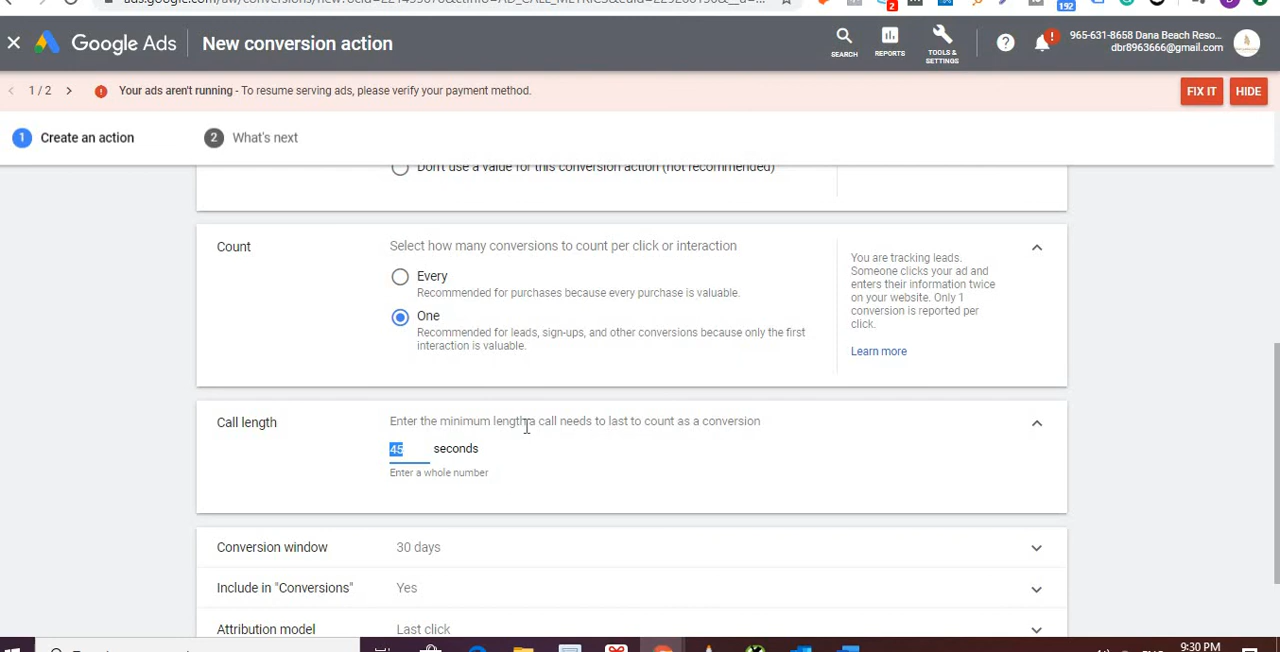 2
192
Google Ads
New conversion action
SEARCH
REPORTS
TOOLS &
SETTINGS
965-631-8658 Dana Beach Reso...
dbr8963666@gmail.com
1 / 2
Your ads aren't running - To resume serving ads, please verify your payment method.
FIX IT
HIDE
1 Create an action
2 What's next
Don't use a value for this conversion action (not recommended)
Count
Select how many conversions to count per click or interaction
Every
Recommended for purchases because every purchase is valuable.
One
Recommended for leads, sign-ups, and other conversions because only the first
interaction is valuable.
You are tracking leads.
Someone clicks your ad and
enters their information twice
on your website. Only 1
conversion is reported per
click.
Learn more
Call length
Enter the minimum length a call needs to last to count as a conversion
45 seconds
Enter a whole number
Conversion window 30 days
Include in "Conversions" Yes
Attribution model Last click
9:30 PM